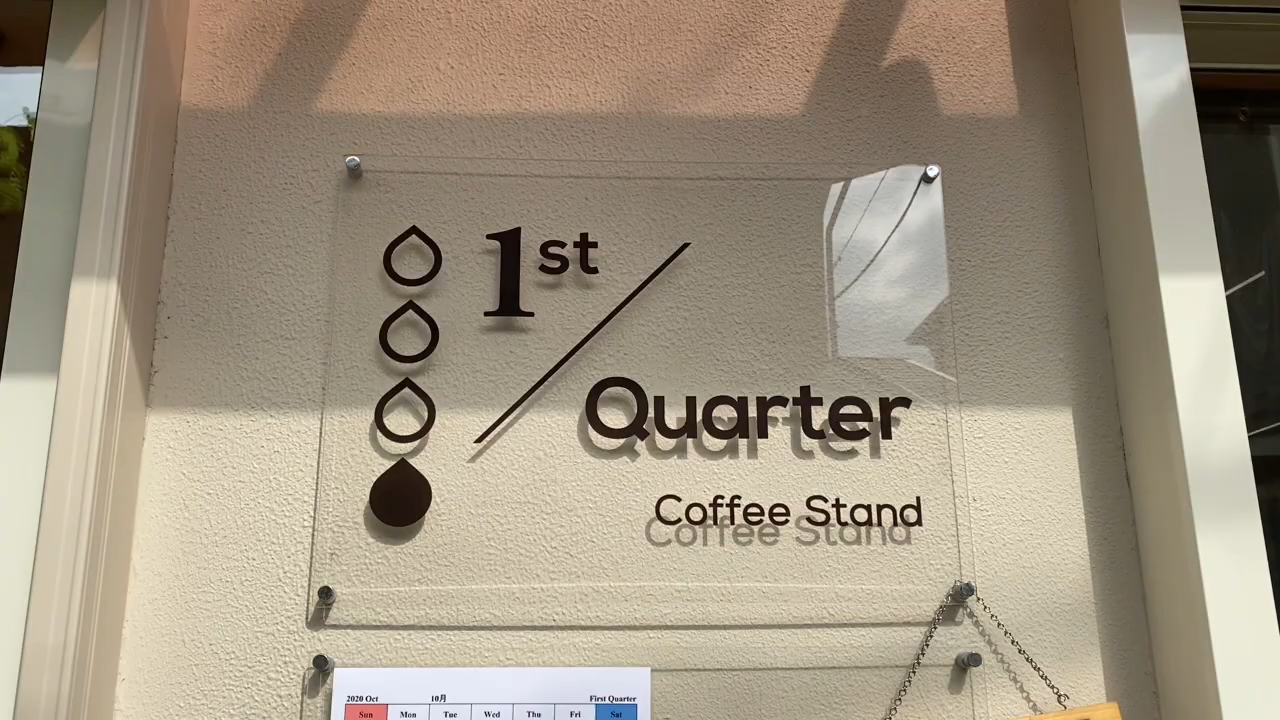 1st
Quarter
Coffee Stand
2020 Oct 10月 First Quarter
Sun Mon Tue Wed Thu Fri Sat